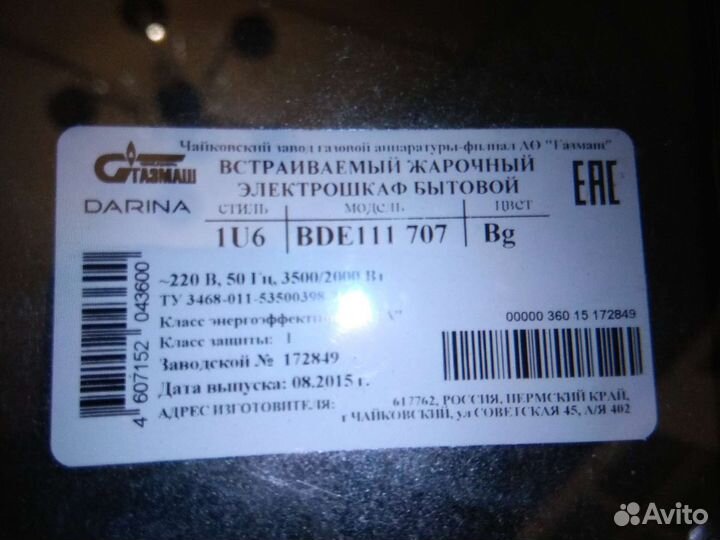 Чайковский завод газовой аппаратуры-филиал АО "Газмаш"
ГАЗМАШ
ВСТРАИВАЕМЫЙ ЖАРОЧНЫЙ
ЭЛЕКТРОШКАФ БЫТОВОЙ
EAC
DARINA
СТИЛЬ МОДЕЛЬ ЦВЕТ
1U6 BDE111 707 Bg
~220 В, 50 Гц, 3500/2000 Вт
ТУ 3468-011-53500398
Класс энергоэффект "А"
Класс защиты: I
Заводской № 172849
Дата выпуска: 08.2015 г.
АДРЕС ИЗГОТОВИТЕЛЯ: 617762, РОССИЯ, ПЕРМСКИЙ КРАЙ,
г ЧАЙКОВСКИЙ, ул СОВЕТСКАЯ 45, А/Я 402
4 607152 043600
00000 360 15 172849
Avito